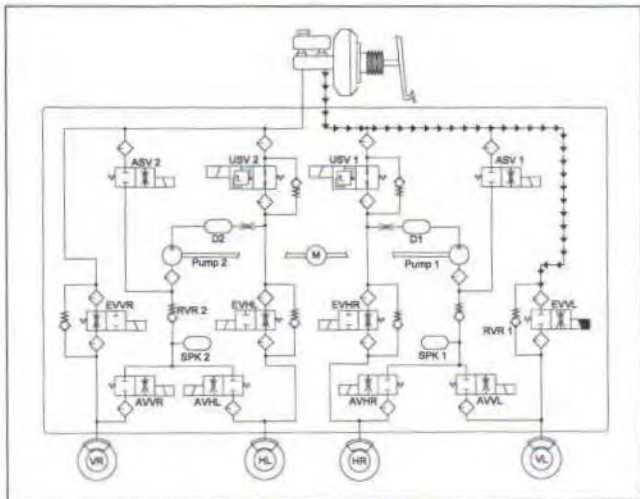 ASV 2
USV 2
USV 1
ASV 1
D2
D1
M
Pump 2
Pump 1
EVVR
RVR 2
EVHL
EVHR
RVR 1
EVVL
SPK 2
SPK 1
AVVR
AVHL
AVHR
AVVL
VR
HL
HR
VL